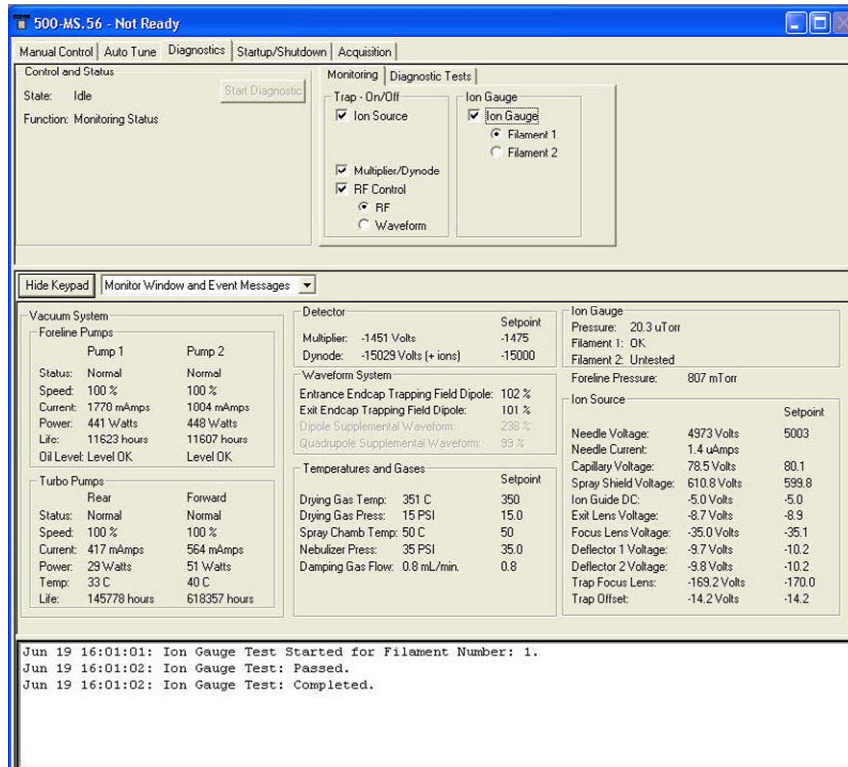 500-MS.56 - Not Ready
Manual Control Auto Tune Diagnostics Startup/Shutdown Acquisition
Control and Status
State: Idle
Start Diagnostic
Function: Monitoring Status
Monitoring Diagnostic Tests
Trap - On/Off
Ion Source
Multiplier/Dynode
RF Control
RF
Waveform
Ion Gauge
Ion Gauge
Filament 1
Filament 2
Hide Keypad Monitor Window and Event Messages
Vacuum System
Foreline Pumps
Pump 1 Pump 2
Status: Normal Normal
Speed: 100 % 100 %
Current: 1770 mAmps 1804 mAmps
Power: 441 Watts 448 Watts
Life: 11623 hours 11607 hours
Oil Level: Level OK Level OK
Turbo Pumps
Rear Forward
Status: Normal Normal
Speed: 100 % 100 %
Current: 417 mAmps 564 mAmps
Power: 29 Watts 51 Watts
Temp: 33 C 40 C
Life: 145778 hours 618357 hours
Detector
Setpoint
Multiplier: -1451 Volts -1475
Dynode: -15029 Volts (+ ions) -15000
Waveform System
Entrance Endcap Trapping Field Dipole: 102 %
Exit Endcap Trapping Field Dipole: 101 %
Dipole Supplemental Waveform: 238 %
Quadrupole Supplemental Waveform: 99 %
Temperatures and Gases
Setpoint
Drying Gas Temp: 351 C 350
Drying Gas Press: 15 PSI 15.0
Spray Chamb Temp: 50 C 50
Nebulizer Press: 35 PSI 35.0
Damping Gas Flow: 0.8 mL/min. 0.8
Ion Gauge
Pressure: 20.3 uTorr
Filament 1: OK
Filament 2: Untested
Foreline Pressure: 807 mTorr
Ion Source
Setpoint
Needle Voltage: 4973 Volts 5003
Needle Current: 1.4 uAmps
Capillary Voltage: 78.5 Volts 80.1
Spray Shield Voltage: 610.8 Volts 599.8
Ion Guide DC: -5.0 Volts -5.0
Exit Lens Voltage: -8.7 Volts -8.9
Focus Lens Voltage: -35.0 Volts -35.1
Deflector 1 Voltage: -9.7 Volts -10.2
Deflector 2 Voltage: -9.8 Volts -10.2
Trap Focus Lens: -169.2 Volts -170.0
Trap Offset: -14.2 Volts -14.2
Jun 19 16:01:01: Ion Gauge Test Started for Filament Number: 1.
Jun 19 16:01:02: Ion Gauge Test: Passed.
Jun 19 16:01:02: Ion Gauge Test: Completed.